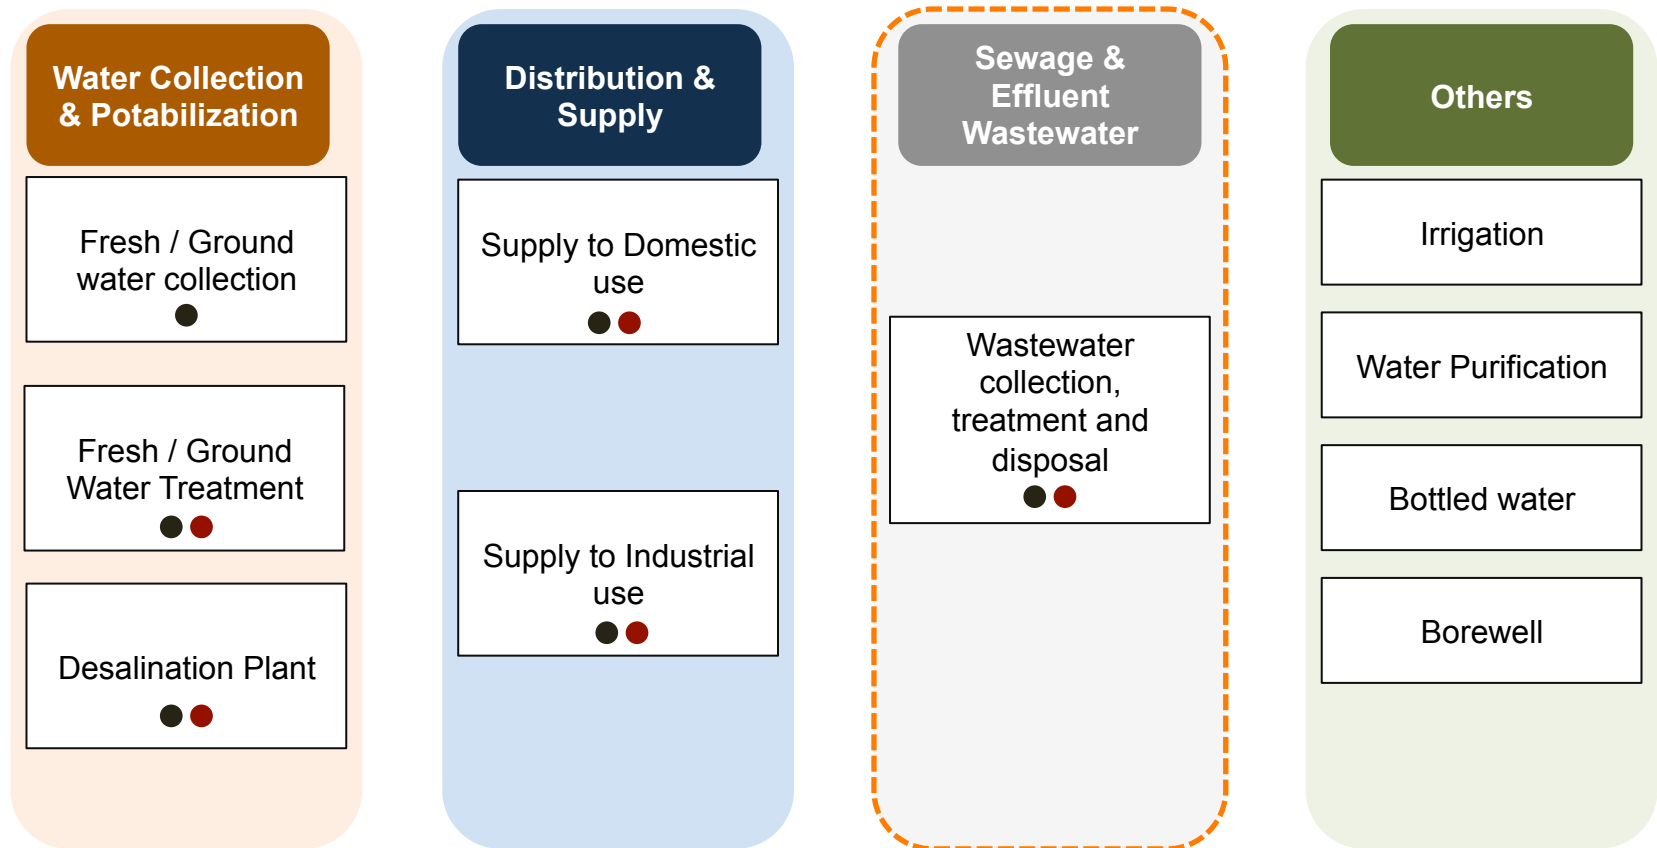 Water Collection
& Potabilization
Fresh / Ground
water collection
Fresh / Ground
Water Treatment
Desalination Plant
Distribution &
Supply
Supply to Domestic
use
Supply to Industrial
use
Sewage &
Effluent
Wastewater
Wastewater
collection,
treatment and
disposal
Others
Irrigation
Water Purification
Bottled water
Borewell